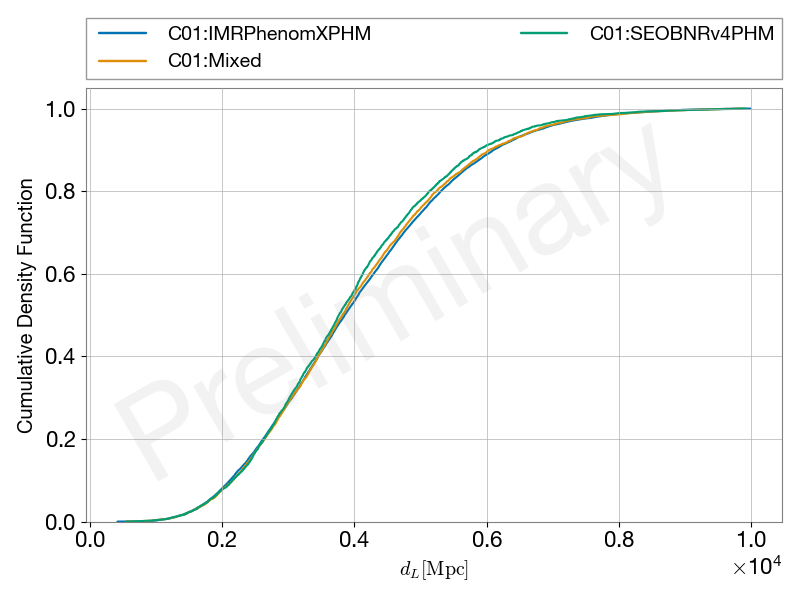 C01:IMRPhenomXPHM
C01:Mixed
C01:SEOBNRv4PHM
1.0
0.8
0.6
0.4
0.2
0.0
Cumulative Density Function
Preliminary
0.0 0.2 0.4 0.6 0.8 1.0
×10⁴
d_L[Mpc]